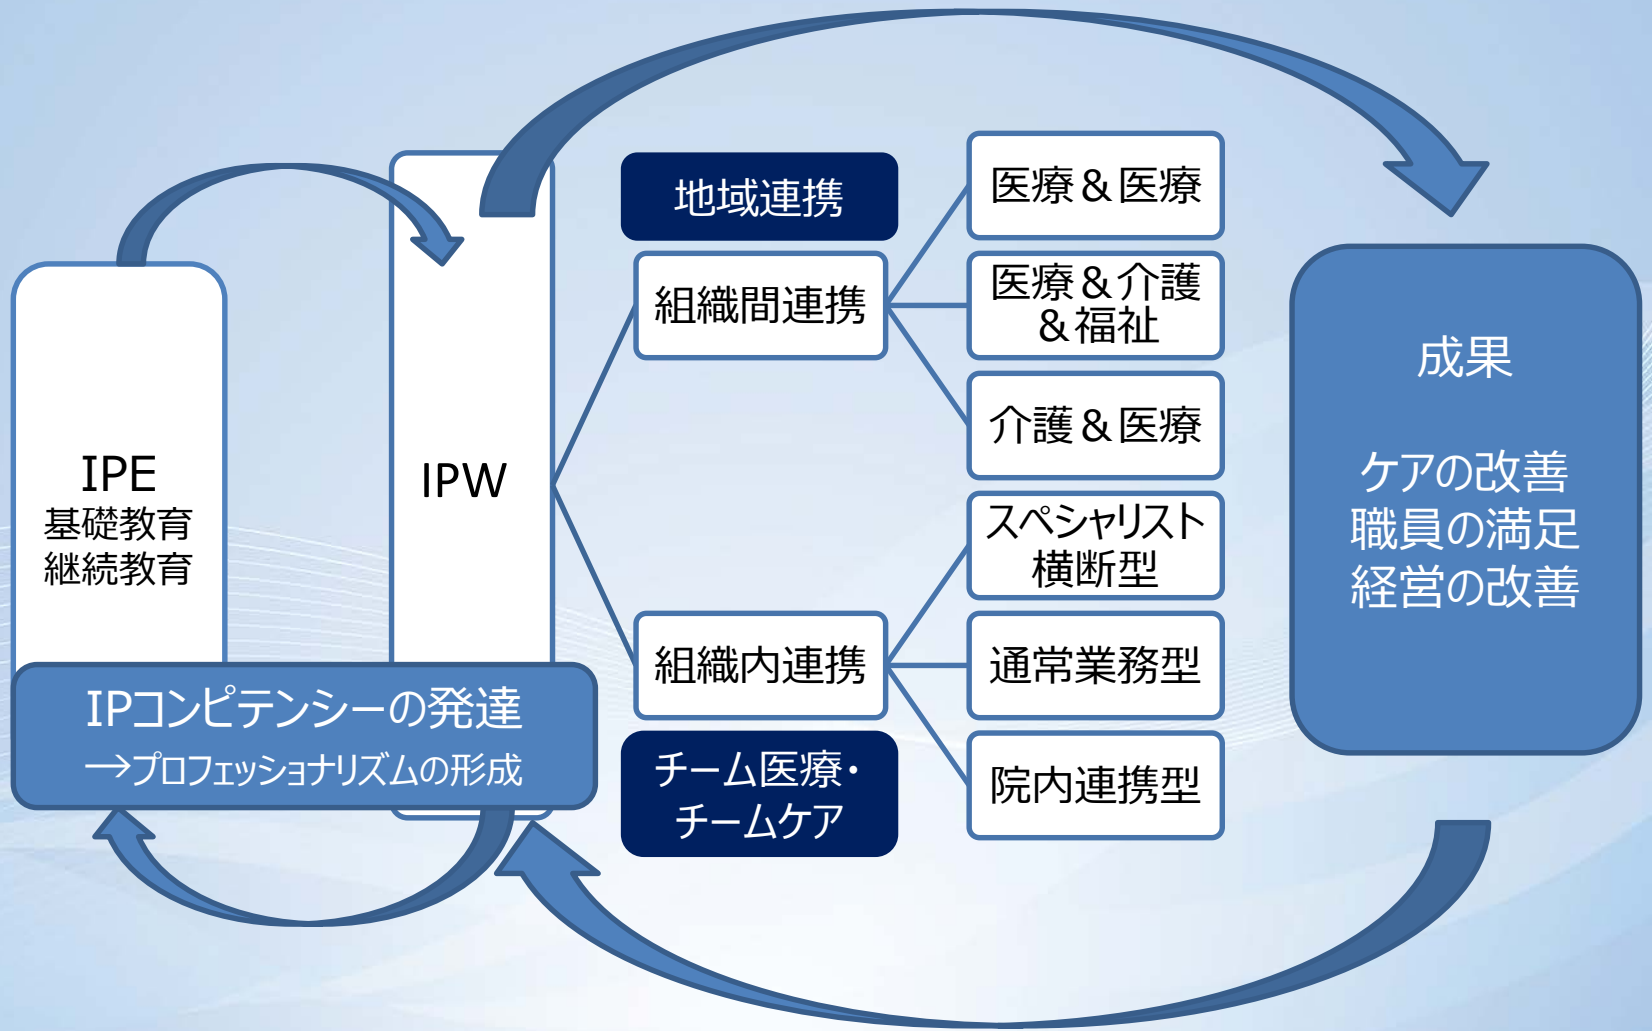 IPE
基礎教育
継続教育
IPW
IPコンピテンシーの発達
→プロフェッショナリズムの形成
地域連携
組織間連携
医療＆医療
医療＆介護
＆福祉
介護＆医療
組織内連携
チーム医療・
チームケア
スペシャリスト
横断型
通常業務型
院内連携型
成果
ケアの改善
職員の満足
経営の改善